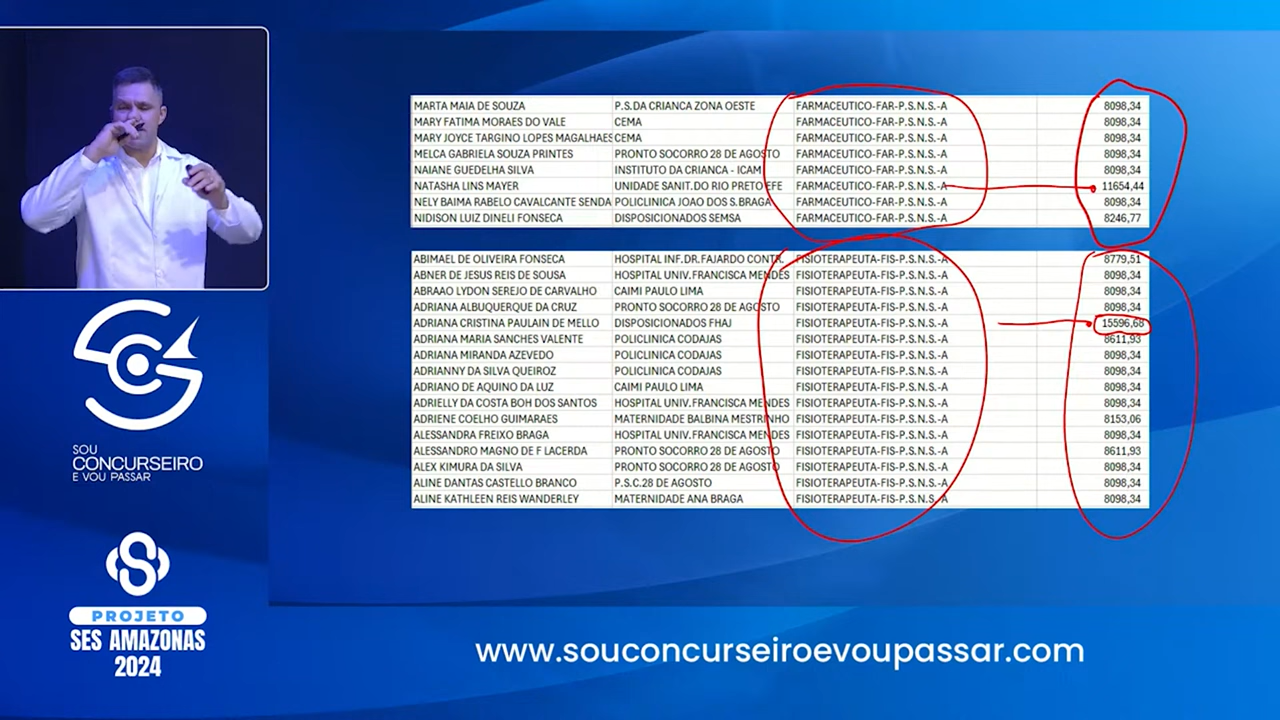 MARTA MAIA DE SOUZA P.S.DA CRIANCA ZONA OESTE FARMACEUTICO-FAR-P.S.N.S.-A 8098,34
MARY FATIMA MORAES DO VALE CEMA FARMACEUTICO-FAR-P.S.N.S.-A 8098,34
MARY JOYCE TARGINO LOPES MAGALHAES CEMA FARMACEUTICO-FAR-P.S.N.S.-A 8098,34
MELCA GABRIELA SOUZA PRINTES PRONTO SOCORRO 28 DE AGOSTO FARMACEUTICO-FAR-P.S.N.S.-A 8098,34
NAIANE GUEDELHA SILVA INSTITUTO DA CRIANCA - ICAM FARMACEUTICO-FAR-P.S.N.S.-A 8098,34
NATASHA LINS MAYER UNIDADE SANIT.DO RIO PRETO EFE FARMACEUTICO-FAR-P.S.N.S.-A 11654,44
NELY BAIMA RABELO CAVALCANTE SENDA POLICLINICA JOAO DOS S.BRAGA FARMACEUTICO-FAR-P.S.N.S.-A 8098,34
NIDISON LUIZ DINELI FONSECA DISPOSICIONADOS SEMSA FARMACEUTICO-FAR-P.S.N.S.-A 8246,77
ABIMAEL DE OLIVEIRA FONSECA HOSPITAL INF.DR.FAJARDO CONTR. FISIOTERAPEUTA-FIS-P.S.N.S.-A 8779,51
ABNER DE JESUS REIS DE SOUSA HOSPITAL UNIV.FRANCISCA MENDES FISIOTERAPEUTA-FIS-P.S.N.S.-A 8098,34
ABRAAO LYDON SEREJO DE CARVALHO CAIMI PAULO LIMA FISIOTERAPEUTA-FIS-P.S.N.S.-A 8098,34
ADRIANA ALBUQUERQUE DA CRUZ PRONTO SOCORRO 28 DE AGOSTO FISIOTERAPEUTA-FIS-P.S.N.S.-A 8098,34
ADRIANA CRISTINA PAULAIN DE MELLO DISPOSICIONADOS FHAJ FISIOTERAPEUTA-FIS-P.S.N.S.-A 15596,68
ADRIANA MARIA SANCHES VALENTE POLICLINICA CODAJAS FISIOTERAPEUTA-FIS-P.S.N.S.-A 8611,93
ADRIANA MIRANDA AZEVEDO POLICLINICA CODAJAS FISIOTERAPEUTA-FIS-P.S.N.S.-A 8098,34
ADRIANNY DA SILVA QUEIROZ POLICLINICA CODAJAS FISIOTERAPEUTA-FIS-P.S.N.S.-A 8098,34
ADRIANO DE AQUINO DA LUZ CAIMI PAULO LIMA FISIOTERAPEUTA-FIS-P.S.N.S.-A 8098,34
ADRIELLY DA COSTA BOH DOS SANTOS HOSPITAL UNIV.FRANCISCA MENDES FISIOTERAPEUTA-FIS-P.S.N.S.-A 8098,34
ADRIENE COELHO GUIMARAES MATERNIDADE BALBINA MESTRINHO FISIOTERAPEUTA-FIS-P.S.N.S.-A 8153,06
ALESSANDRA FREIXO BRAGA HOSPITAL UNIV.FRANCISCA MENDES FISIOTERAPEUTA-FIS-P.S.N.S.-A 8098,34
ALESSANDRO MAGNO DE F LACERDA PRONTO SOCORRO 28 DE AGOSTO FISIOTERAPEUTA-FIS-P.S.N.S.-A 8611,93
ALEX KIMURA DA SILVA PRONTO SOCORRO 28 DE AGOSTO FISIOTERAPEUTA-FIS-P.S.N.S.-A 8098,34
ALINE DANTAS CASTELLO BRANCO P.S.C.28 DE AGOSTO FISIOTERAPEUTA-FIS-P.S.N.S.-A 8098,34
ALINE KATHLEEN REIS WANDERLEY MATERNIDADE ANA BRAGA FISIOTERAPEUTA-FIS-P.S.N.S.-A 8098,34
SOU
CONCURSEIRO
E VOU PASSAR
PROJETO
SES AMAZONAS
2024
www.souconcurseiroevoupassar.com